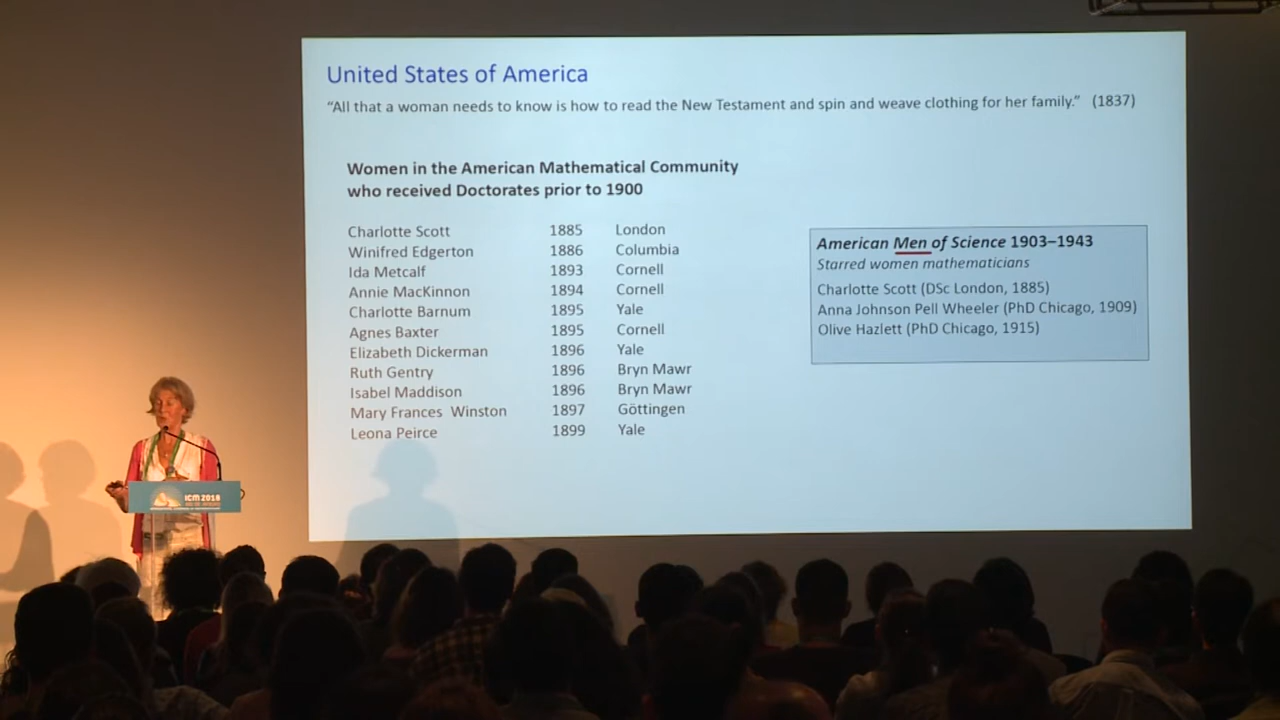 United States of America
“All that a woman needs to know is how to read the New Testament and spin and weave clothing for her family.” (1837)
Women in the American Mathematical Community
who received Doctorates prior to 1900
Charlotte Scott 1885 London
Winifred Edgerton 1886 Columbia
Ida Metcalf 1893 Cornell
Annie MacKinnon 1894 Cornell
Charlotte Barnum 1895 Yale
Agnes Baxter 1895 Cornell
Elizabeth Dickerman 1896 Yale
Ruth Gentry 1896 Bryn Mawr
Isabel Maddison 1896 Bryn Mawr
Mary Frances Winston 1897 Göttingen
Leona Peirce 1899 Yale
American Men of Science 1903–1943
Starred women mathematicians
Charlotte Scott (DSc London, 1885)
Anna Johnson Pell Wheeler (PhD Chicago, 1909)
Olive Hazlett (PhD Chicago, 1915)
ICM 2018